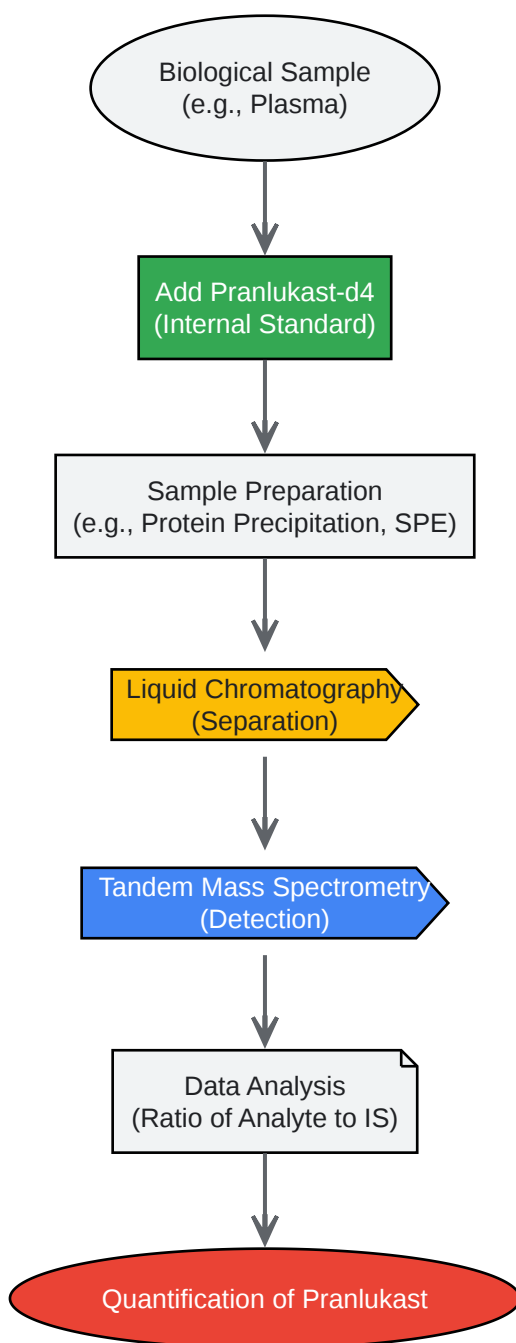 Biological Sample
(e.g., Plasma)
Add Pranlukast-d4
(Internal Standard)
Sample Preparation
(e.g., Protein Precipitation, SPE)
Liquid Chromatography
(Separation)
Tandem Mass Spectrometry
(Detection)
Data Analysis
(Ratio of Analyte to IS)
Quantification of Pranlukast